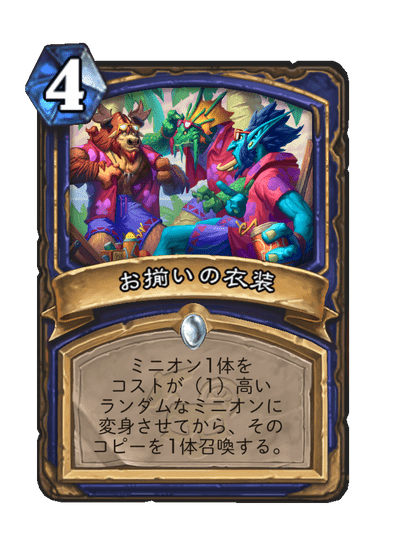 4
お揃いの衣装
ミニオン1体を
コストが（1）高い
ランダムなミニオンに
変身させてから、その
コピーを1体召喚する。